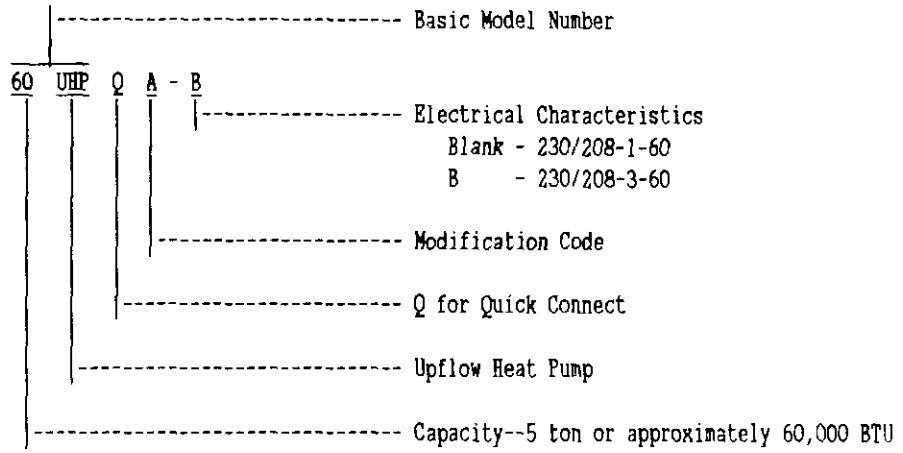 Basic Model Number
60 UHP Q A - B
Electrical Characteristics
Blank - 230/208-1-60
B - 230/208-3-60
Modification Code
Q for Quick Connect
Upflow Heat Pump
Capacity--5 ton or approximately 60,000 BTU